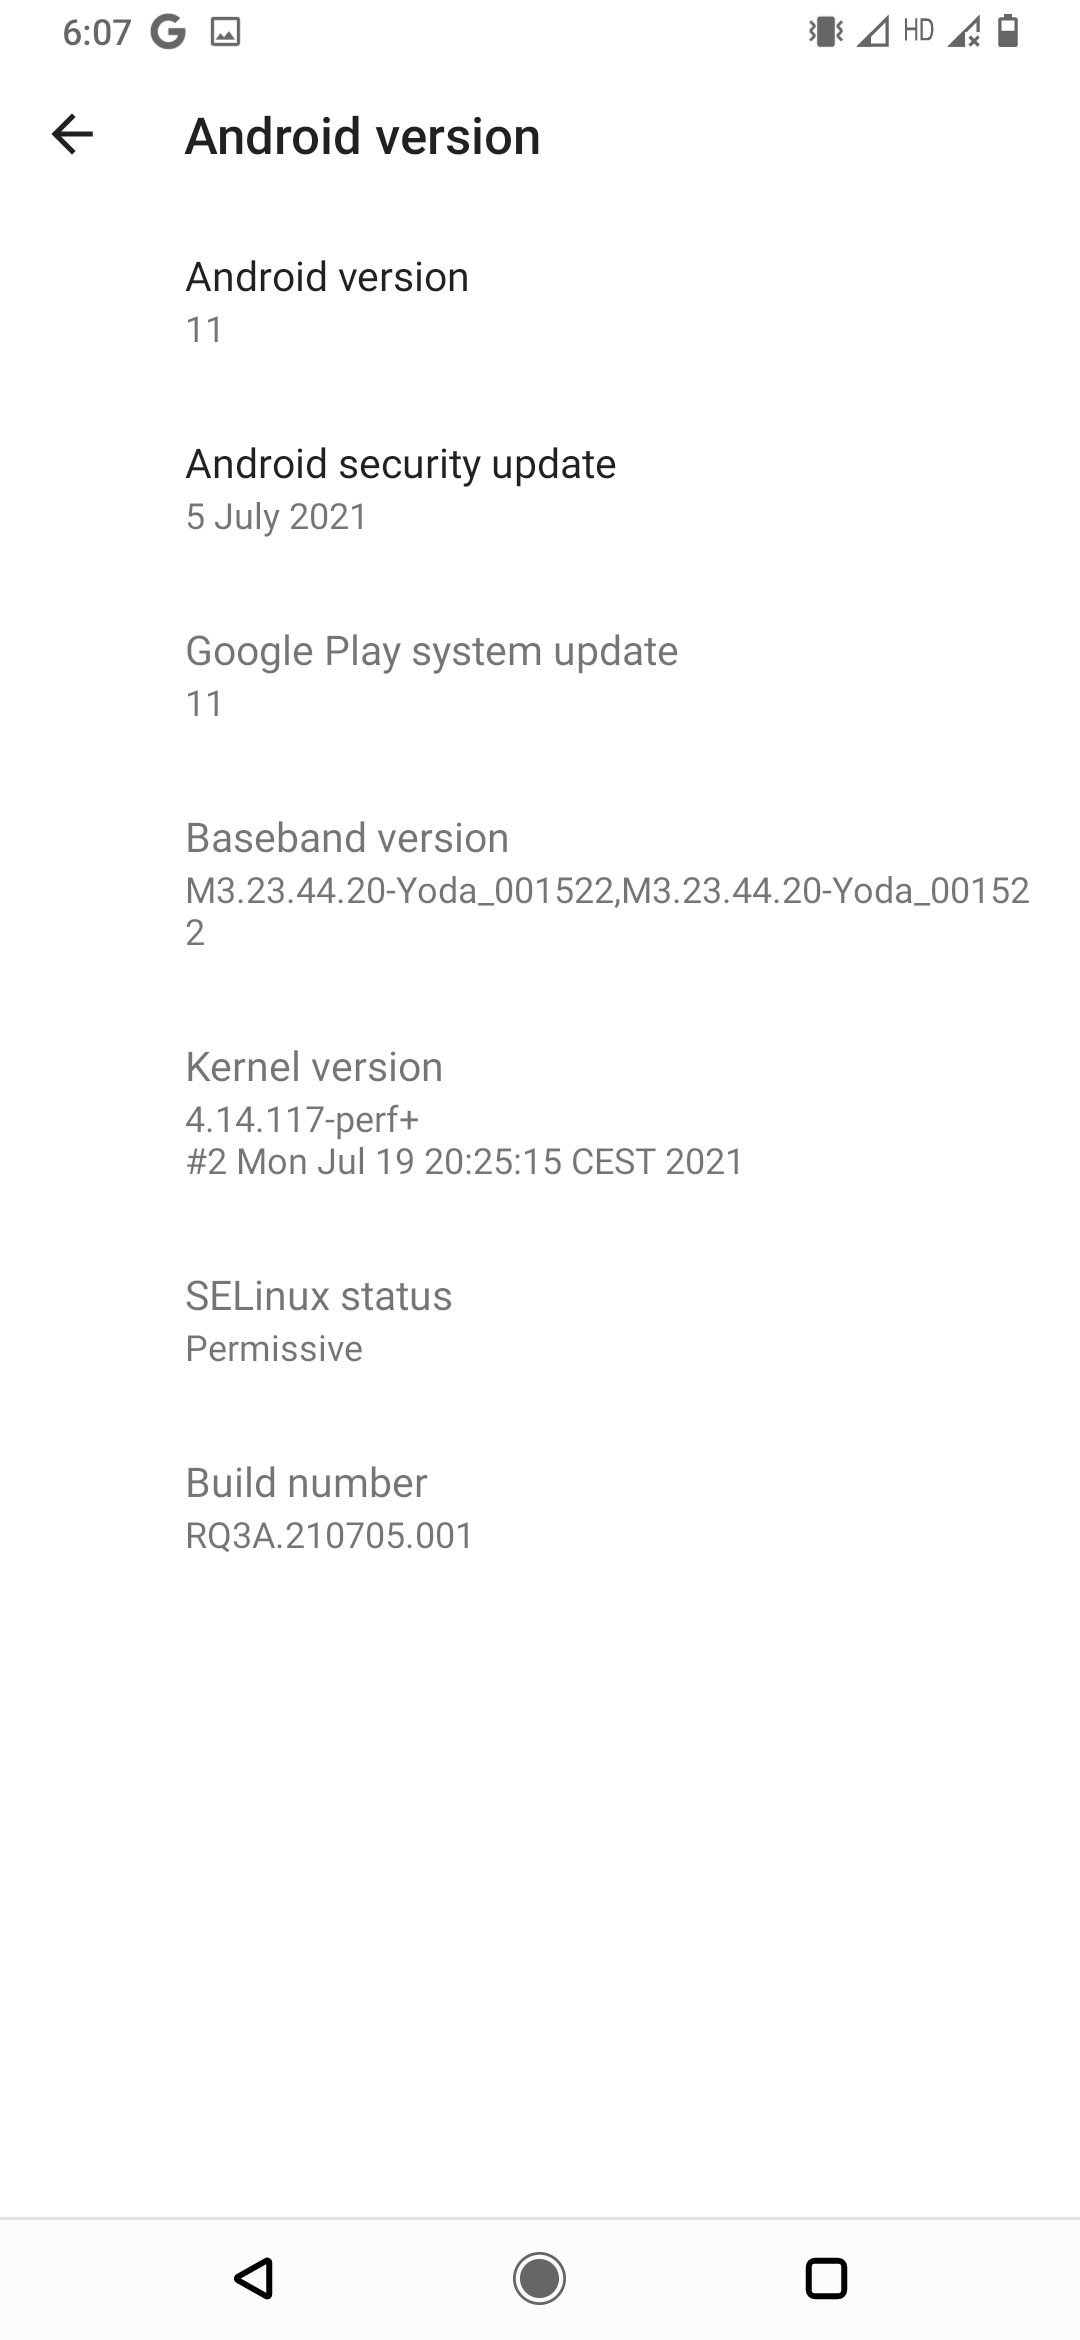 6:07 G HD
Android version
Android version
11
Android security update
5 July 2021
Google Play system update
11
Baseband version
M3.23.44.20-Yoda_001522,M3.23.44.20-Yoda_00152
2
Kernel version
4.14.117-perf+
#2 Mon Jul 19 20:25:15 CEST 2021
SELinux status
Permissive
Build number
RQ3A.210705.001